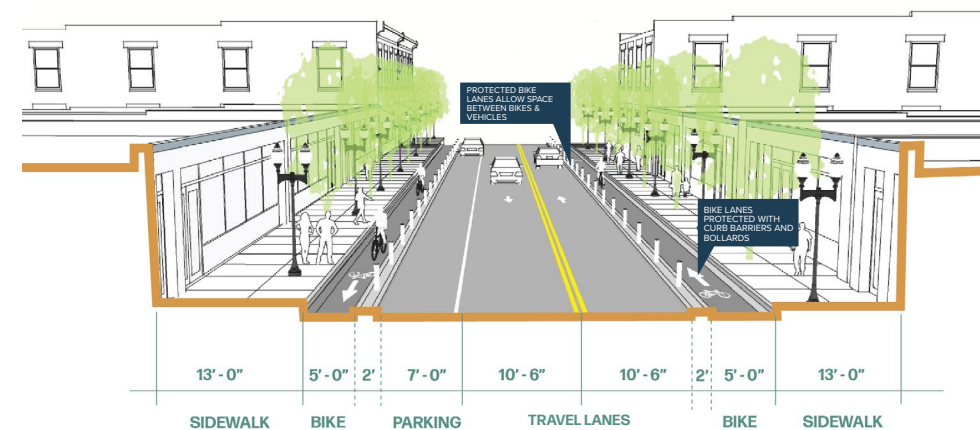 PROTECTED BIKE
LANES ALLOW SPACE
BETWEEN BIKES &
VEHICLES
BIKE LANES
PROTECTED WITH
CURB BARRIERS AND
BOLLARDS
13' - 0" 5' - 0" 2' 7' - 0" 10' - 6" 10' - 6" 2' 5' - 0" 13' - 0"
SIDEWALK BIKE PARKING TRAVEL LANES BIKE SIDEWALK